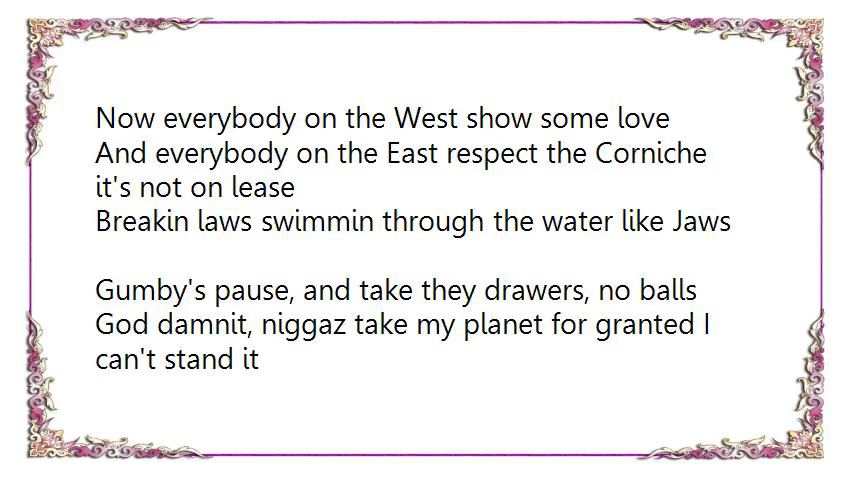 Now everybody on the West show some love
And everybody on the East respect the Corniche
it's not on lease
Breakin laws swimmin through the water like Jaws
Gumby's pause, and take they drawers, no balls
God damnit, niggaz take my planet for granted I
can't stand it